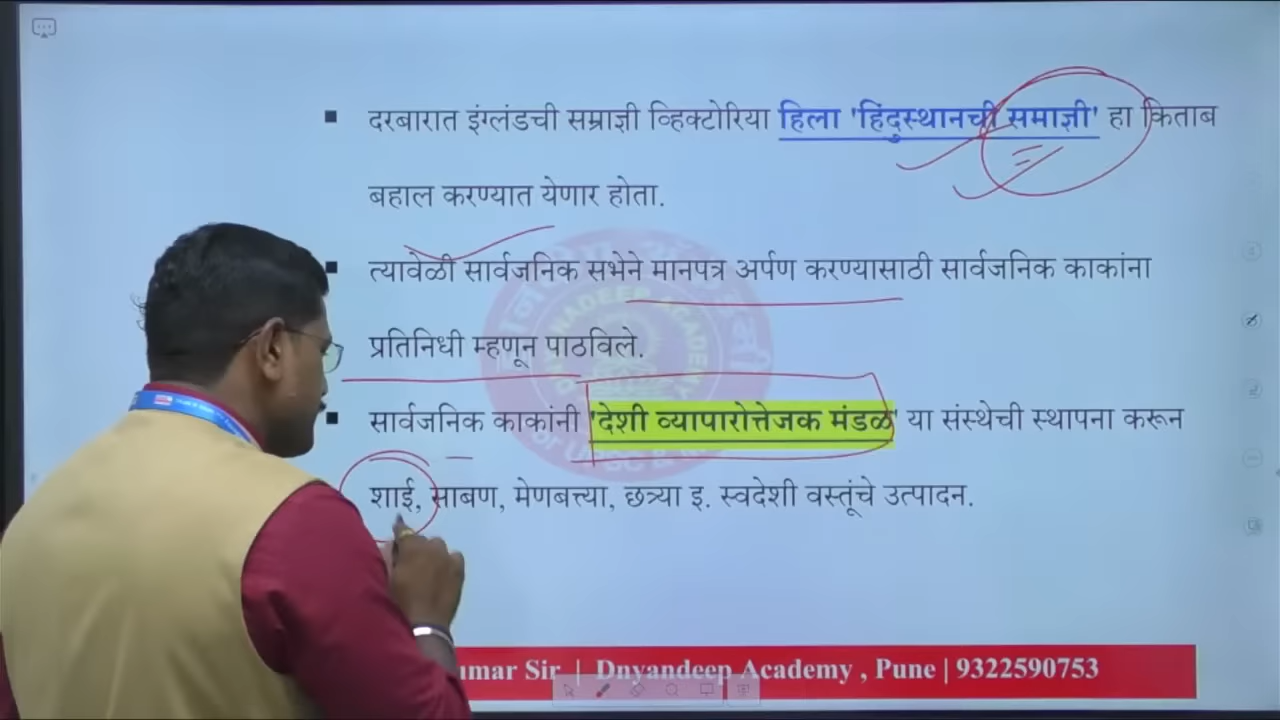 दरबारात इंग्लंडची सम्राज्ञी व्हिक्टोरिया हिला 'हिंदुस्थानची समाज्ञी' हा किताब
बहाल करण्यात येणार होता.
त्यावेळी सार्वजनिक सभेने मानपत्र अर्पण करण्यासाठी सार्वजनिक काकांना
प्रतिनिधी म्हणून पाठविले.
सार्वजनिक काकांनी 'देशी व्यापारोत्तेजक मंडळ' या संस्थेची स्थापना करून
शाई, साबण, मेणबत्त्या, छत्र्या इ. स्वदेशी वस्तूंचे उत्पादन.
umar Sir | Dnyandeep Academy , Pune | 9322590753